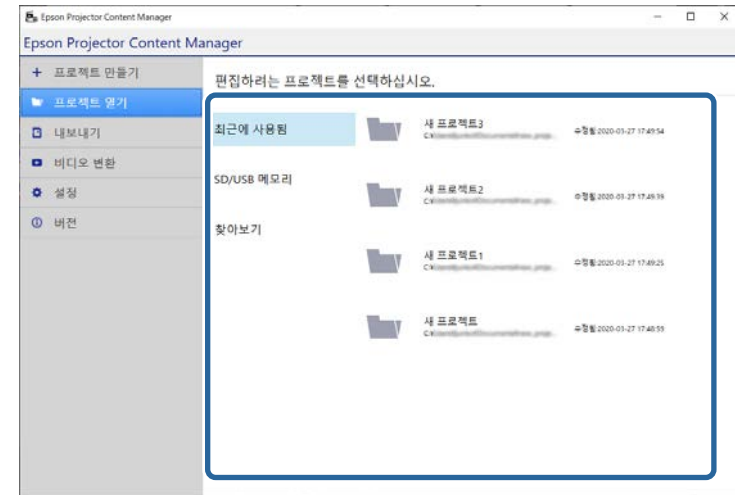 Epson Projector Content Manager
Epson Projector Content Manager
프로젝트 만들기
프로젝트 열기
내보내기
비디오 변환
설정
버전
편집하려는 프로젝트를 선택하십시오.
최근에 사용됨
SD/USB 메모리
찾아보기
새 프로젝트3
수정됨:2020-03-27 17:49:54
새 프로젝트2
수정됨:2020-03-27 17:49:39
새 프로젝트1
수정됨:2020-03-27 17:49:25
새 프로젝트
수정됨:2020-03-27 17:48:59